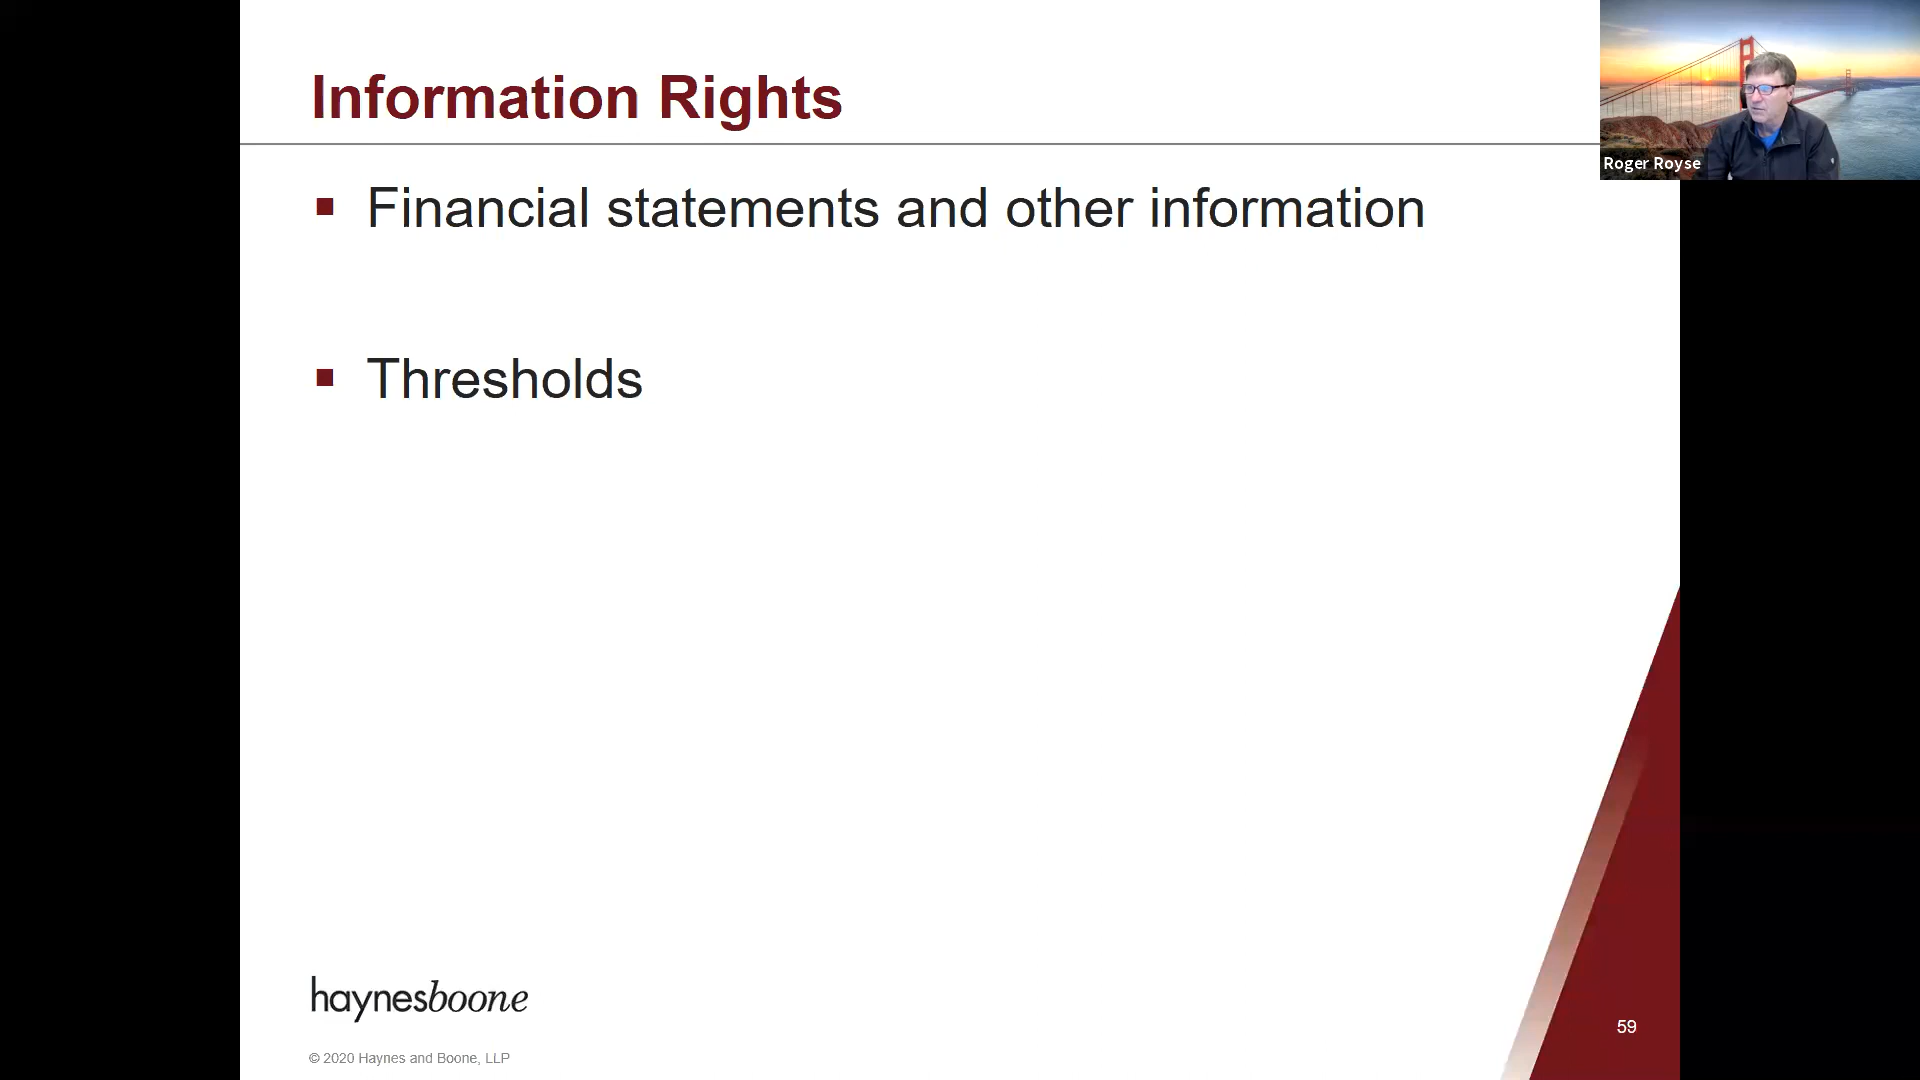 Information Rights
Roger Royse
Financial statements and other information
Thresholds
haynesboone
59
© 2020 Haynes and Boone, LLP